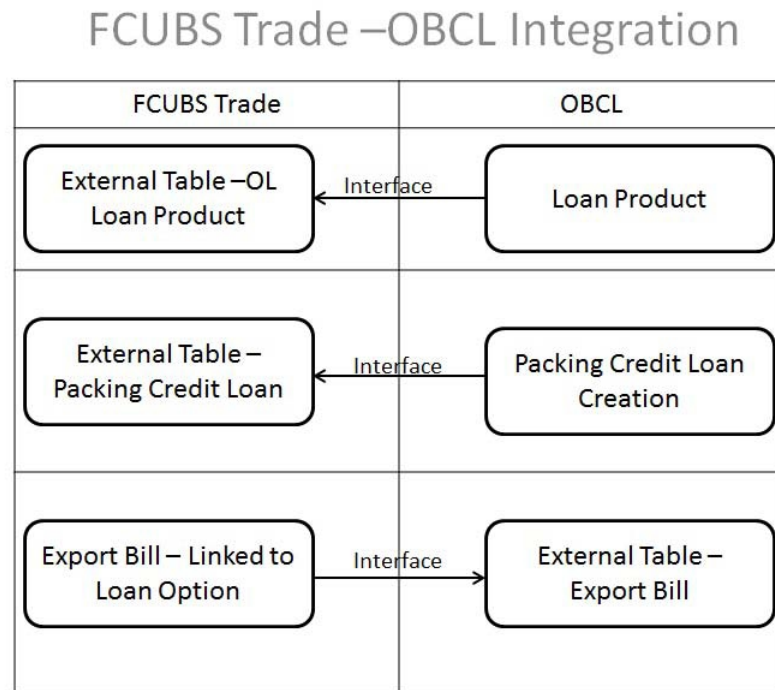 FCUBS Trade –OBCL Integration
FCUBS Trade
OBCL
External Table –OL
Loan Product
Interface
Loan Product
External Table –
Packing Credit Loan
Interface
Packing Credit Loan
Creation
Export Bill – Linked to
Loan Option
Interface
External Table –
Export Bill